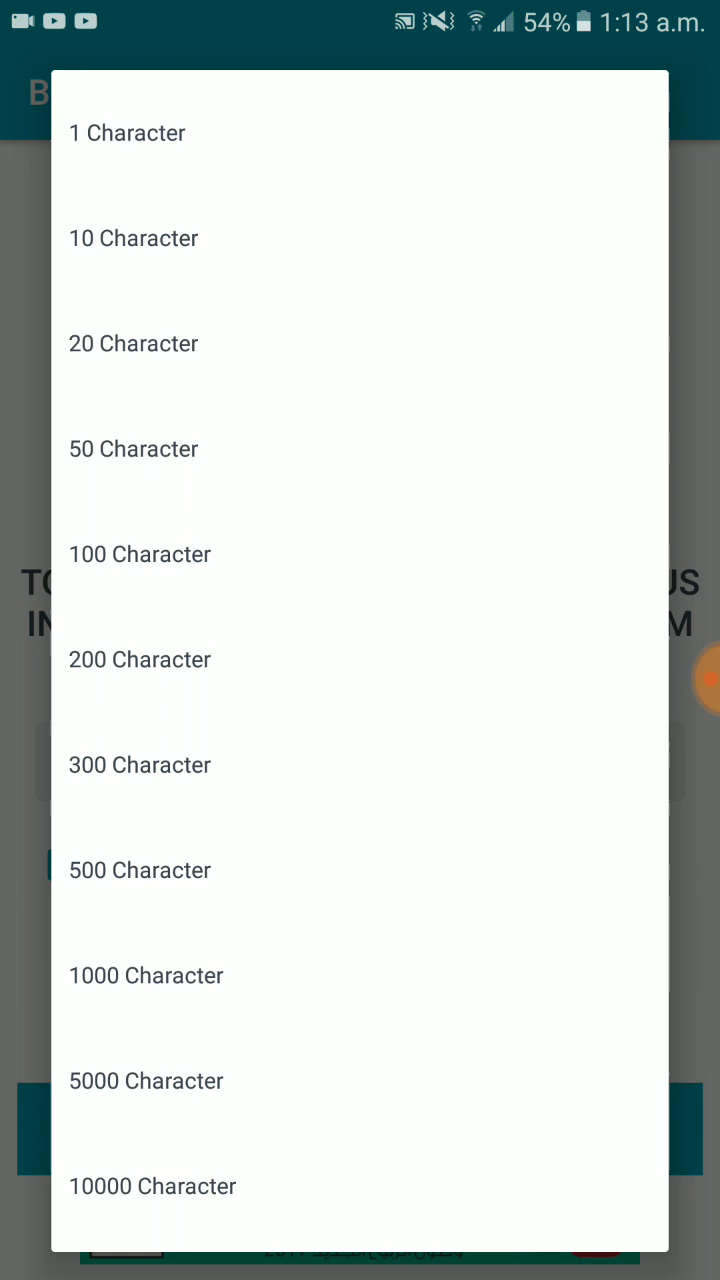 54% 1:13 a.m.
B
1 Character
10 Character
20 Character
50 Character
100 Character
200 Character
300 Character
500 Character
1000 Character
5000 Character
10000 Character